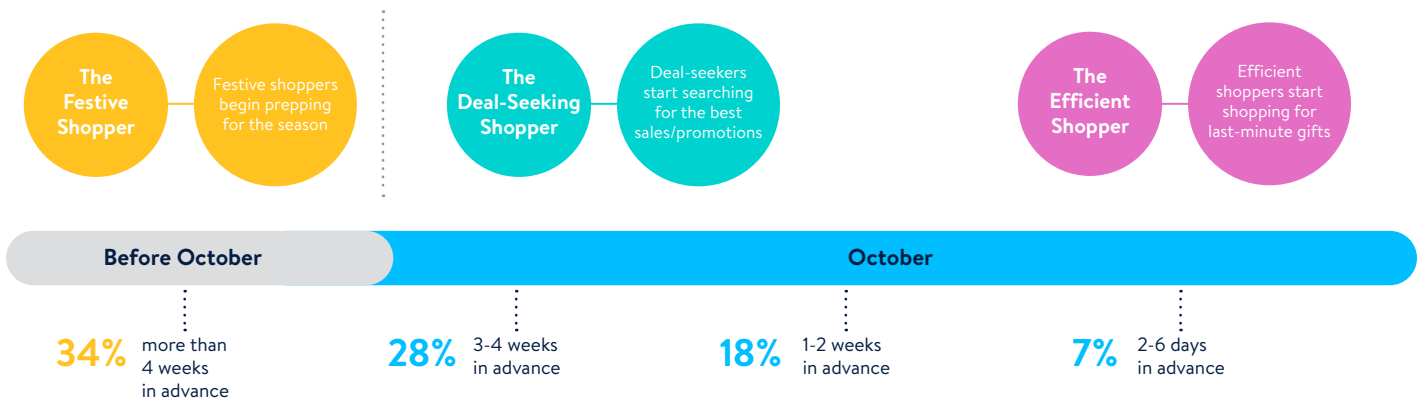 The
Festive
Shopper
Festive shoppers
begin prepping
for the season
The
Deal-Seeking
Shopper
Deal-seekers
start searching
for the best
sales/promotions
The
Efficient
Shopper
Efficient
shoppers start
shopping for
last-minute gifts
Before October
October
34%
more than
4 weeks
in advance
28%
3-4 weeks
in advance
18%
1-2 weeks
in advance
7%
2-6 days
in advance